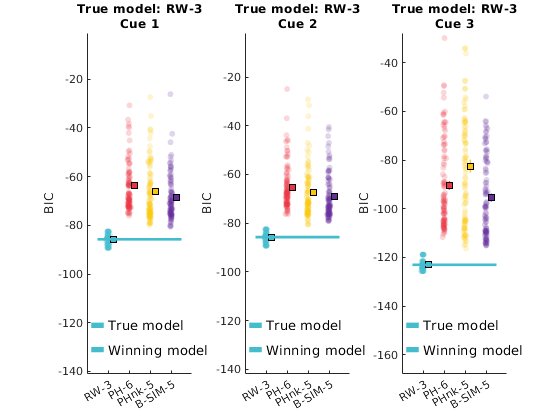 True model: RW-3
Cue 1
True model: RW-3
Cue 2
True model: RW-3
Cue 3
BIC
-20
-40
-60
-80
-100
-120
-140
True model
Winning model
RW-3
PH-6
PHnk-5
B-SIM-5
BIC
-20
-40
-60
-80
-100
-120
-140
True model
Winning model
RW-3
PH-6
PHnk-5
B-SIM-5
BIC
-40
-60
-80
-100
-120
-140
-160
True model
Winning model
RW-3
PH-6
PHnk-5
B-SIM-5